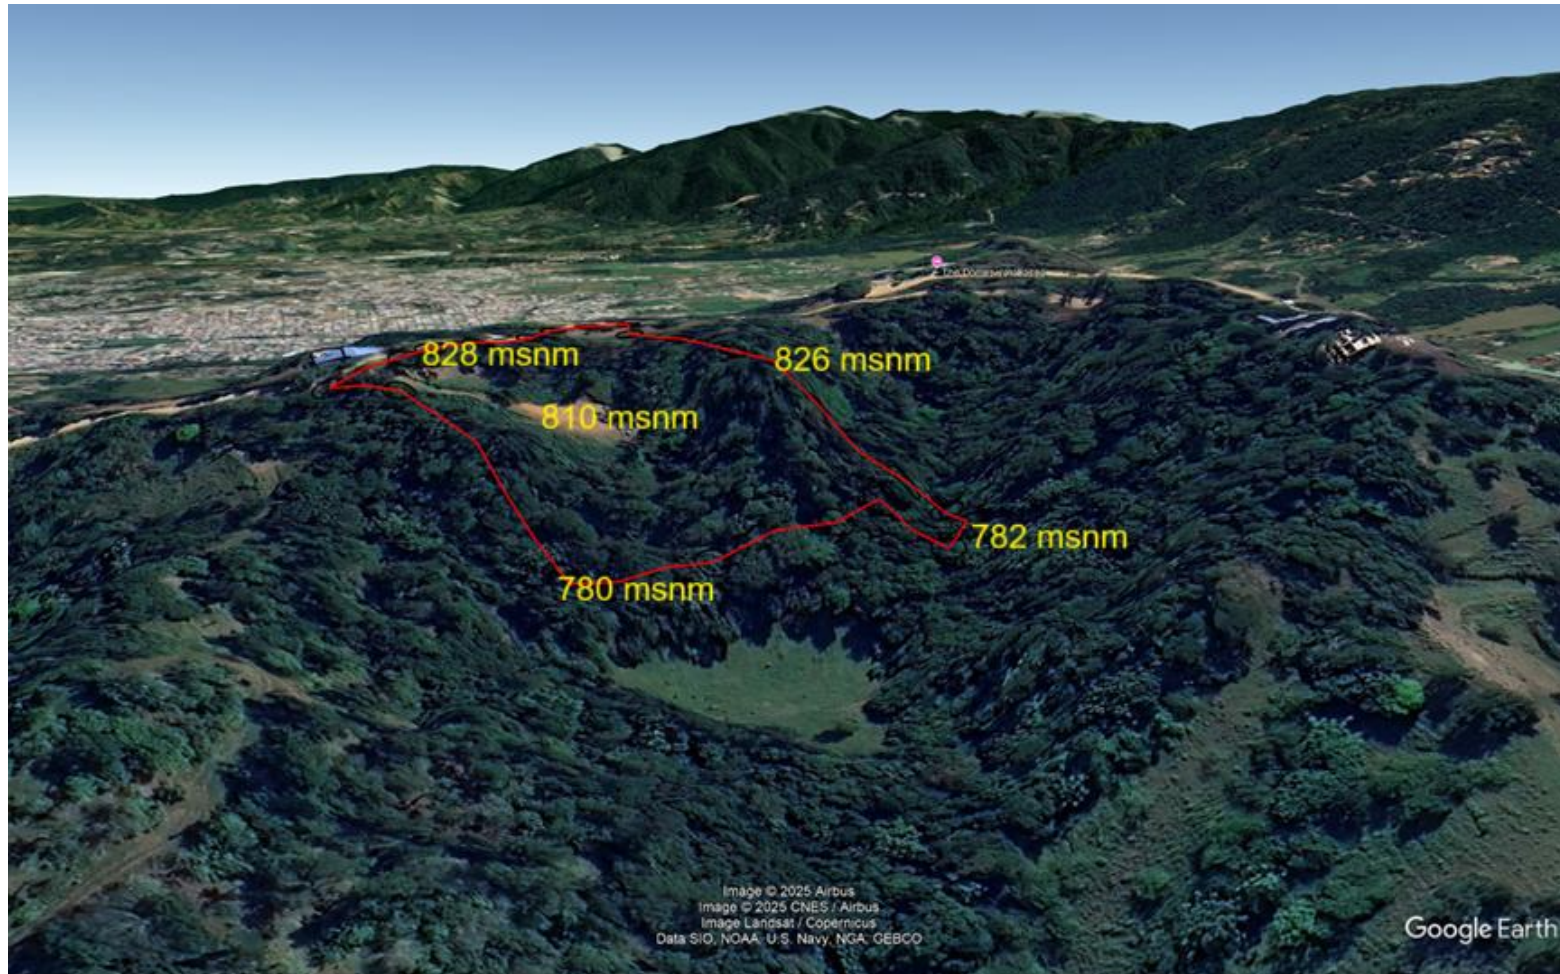 828 msnm
826 msnm
810 msnm
782 msnm
780 msnm
Image © 2025 Airbus
Image © 2025 CNES / Airbus
Image Landsat / Copernicus
Data SIO, NOAA, U.S. Navy, NGA, GEBCO
Google Earth